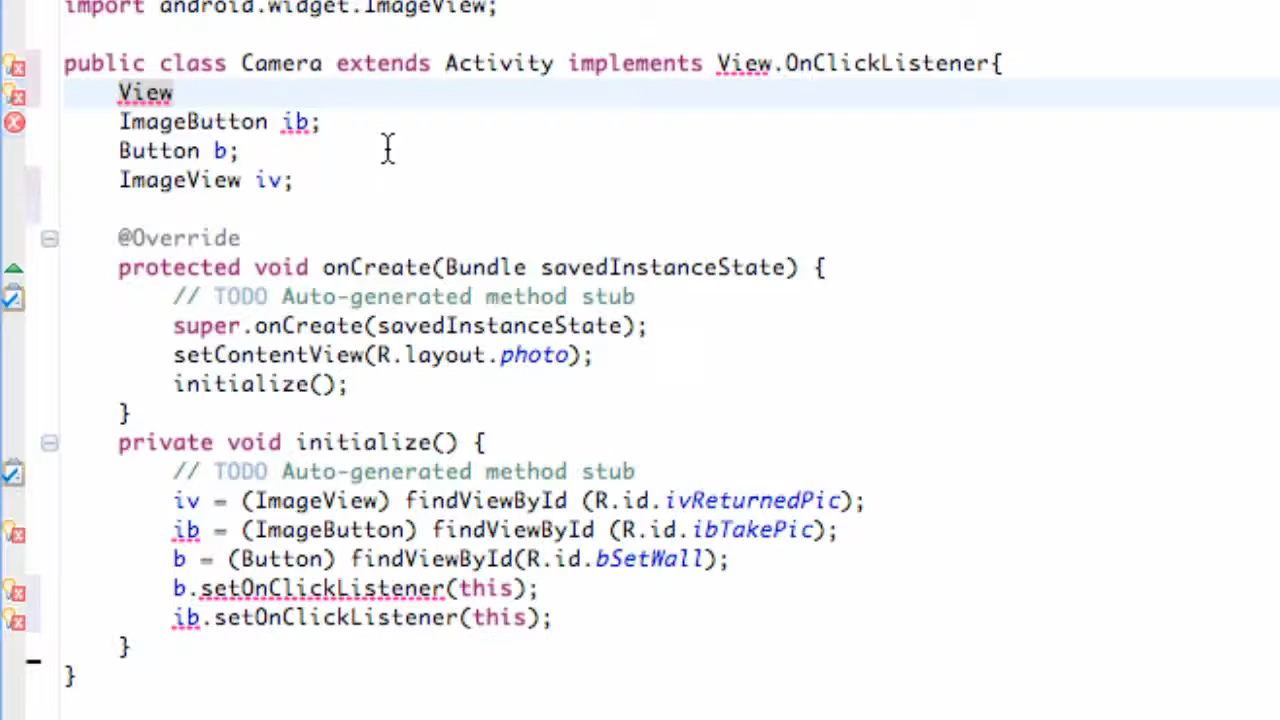 import android.widget.ImageView;
public class Camera extends Activity implements View.OnClickListener{
View
ImageButton ib;
Button b;
ImageView iv;
@Override
protected void onCreate(Bundle savedInstanceState) {
// TODO Auto-generated method stub
super.onCreate(savedInstanceState);
setContentView(R.layout.photo);
initialize();
}
private void initialize() {
// TODO Auto-generated method stub
iv = (ImageView) findViewById (R.id.ivReturnedPic);
ib = (ImageButton) findViewById (R.id.ibTakePic);
b = (Button) findViewById(R.id.bSetWall);
b.setOnClickListener(this);
ib.setOnClickListener(this);
}
}